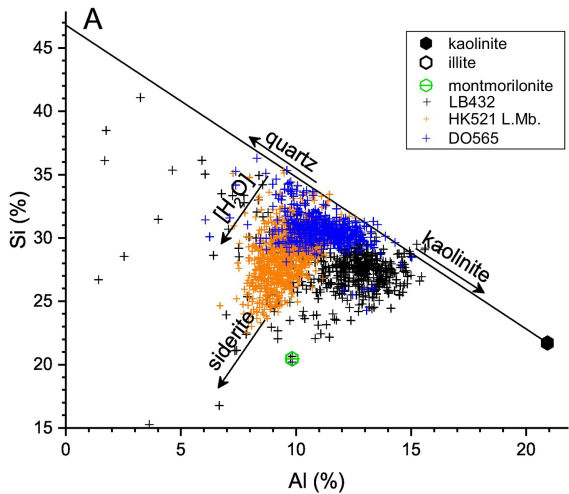 A
45
40
35
30
25
20
15
0
5
10
15
20
Si (%)
Al (%)
quartz
[H2O]
kaolinite
siderite
kaolinite
illite
montmorilonite
LB432
HK521 L.Mb.
DO565